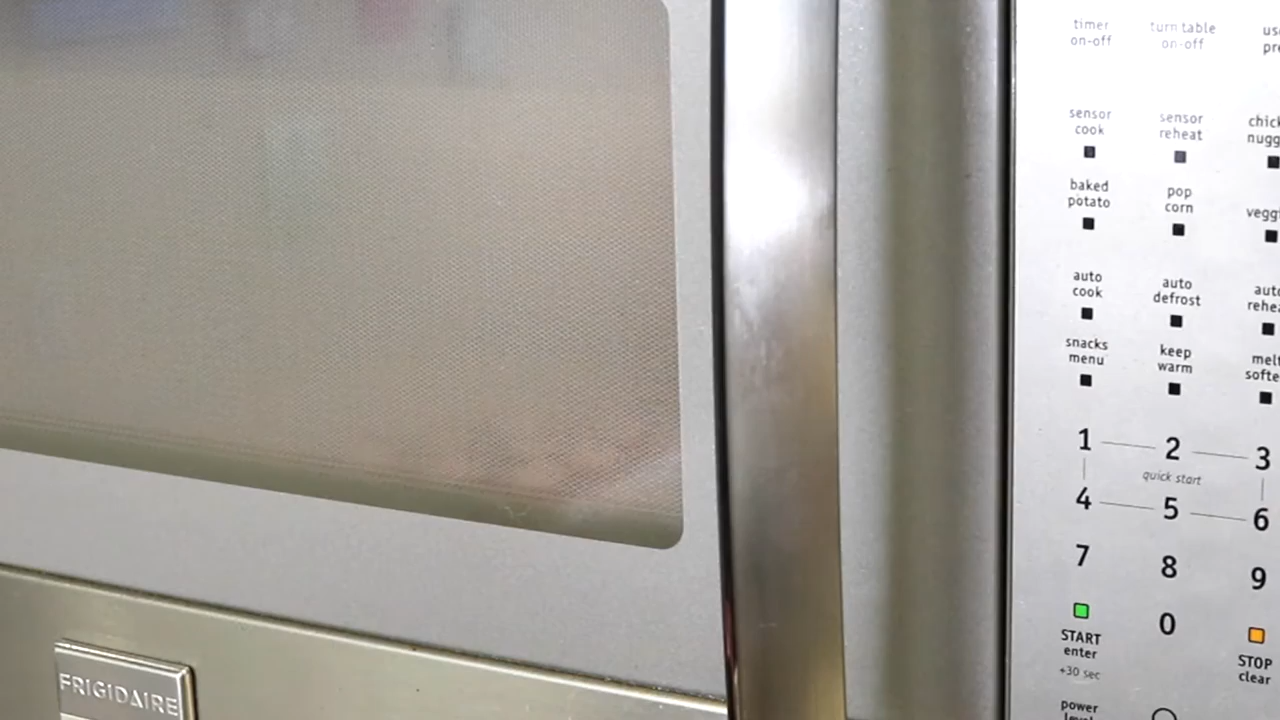 timer
on-off
turn table
on-off
sensor
cook
sensor
reheat
baked
potato
pop
corn
auto
cook
auto
defrost
snacks
menu
keep
warm
1
2
3
quick start
4
5
6
7
8
9
START
enter
+30 sec
0
STOP
clear
power
level
FRIGIDAIRE